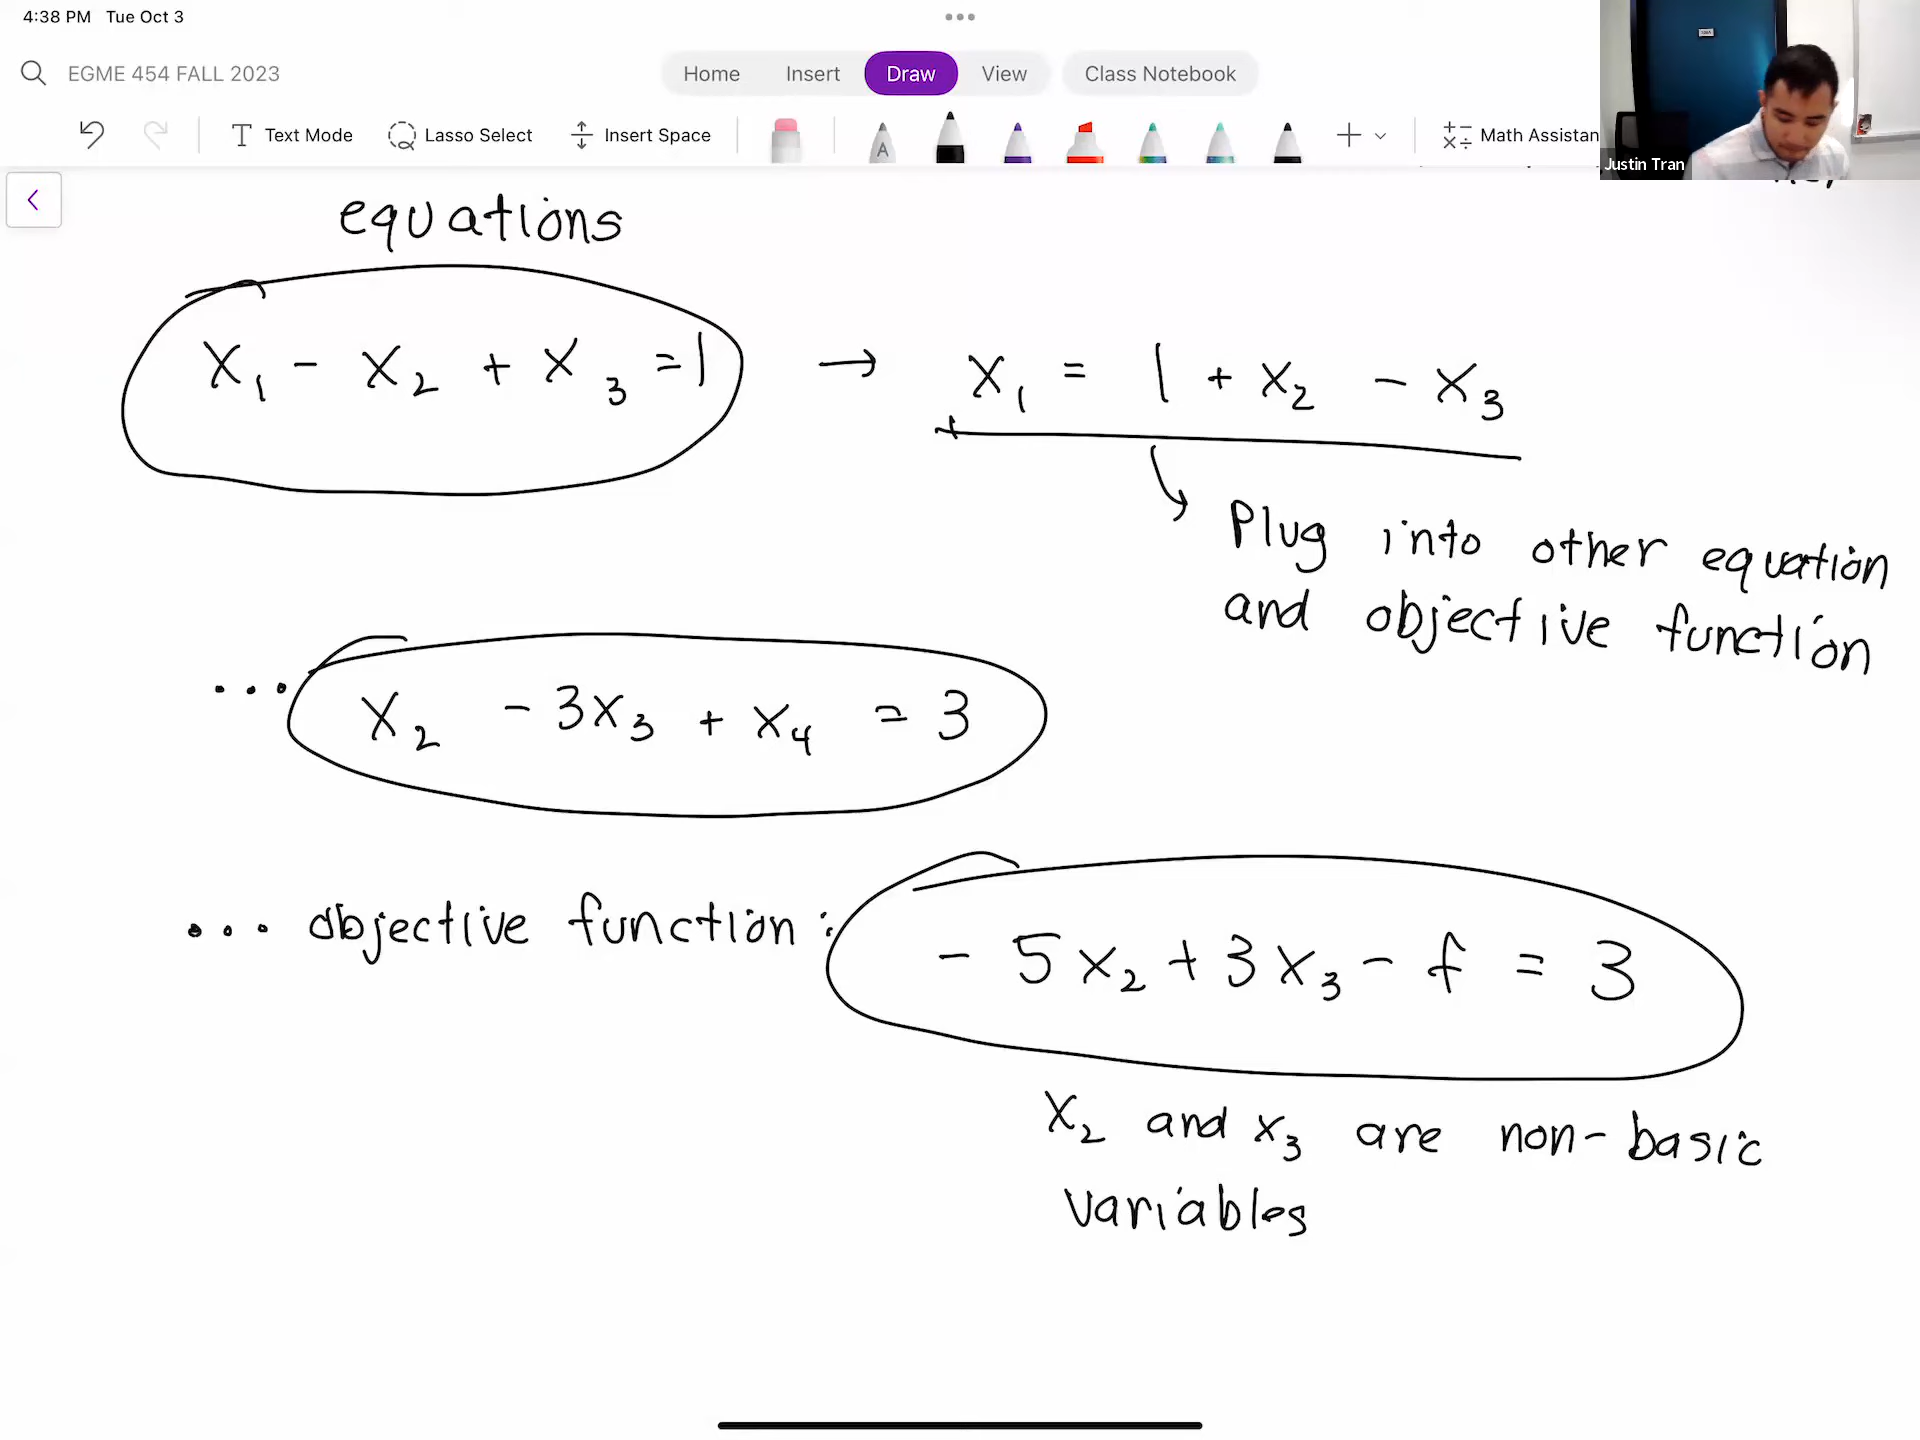 4:38 PM Tue Oct 3
EGME 454 FALL 2023
Home Insert Draw View Class Notebook
Text Mode Lasso Select Insert Space A Math Assistan
Justin Tran
equations
x₁ - x₂ + x₃ = 1 → x₁ = 1 + x₂ - x₃
Plug into other equation
and objective function
... x₂ - 3x₃ + x₄ = 3
... objective function: - 5x₂ + 3x₃ - f = 3
x₂ and x₃ are non-basic
variables